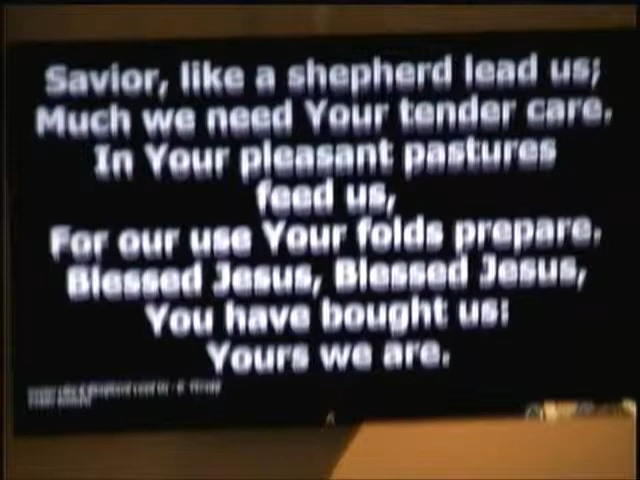 Savior, like a shepherd lead us;
Much we need Your tender care.
In Your pleasant pastures
feed us,
For our use Your folds prepare.
Blessed Jesus, Blessed Jesus,
You have bought us:
Yours we are.